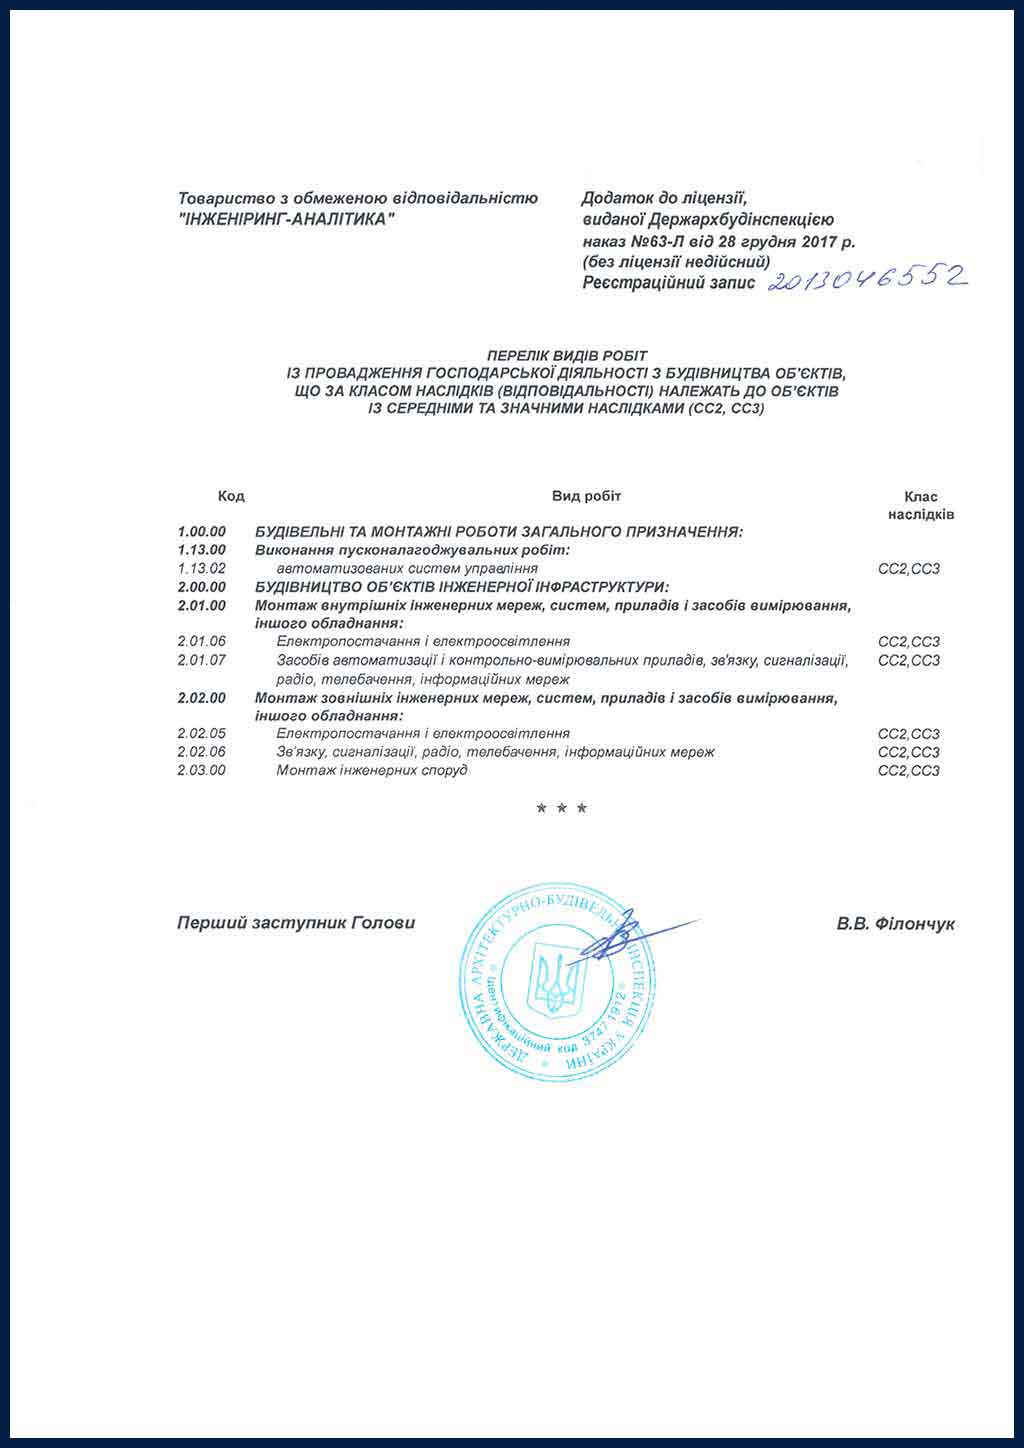 Товариство з обмеженою відповідальністю
"ІНЖЕНІРИНГ-АНАЛІТИКА"
Додаток до ліцензії,
виданої Держархбудінспекцією
наказ №63-Л від 28 грудня 2017 р.
(без ліцензії недійсний)
Реєстраційний запис 2013046552
ПЕРЕЛІК ВИДІВ РОБІТ
ІЗ ПРОВАДЖЕННЯ ГОСПОДАРСЬКОЇ ДІЯЛЬНОСТІ З БУДІВНИЦТВА ОБ'ЄКТІВ,
ЩО ЗА КЛАСОМ НАСЛІДКІВ (ВІДПОВІДАЛЬНОСТІ) НАЛЕЖАТЬ ДО ОБ'ЄКТІВ
ІЗ СЕРЕДНІМИ ТА ЗНАЧНИМИ НАСЛІДКАМИ (СС2, СС3)
Код Вид робіт Клас
наслідків
1.00.00 БУДІВЕЛЬНІ ТА МОНТАЖНІ РОБОТИ ЗАГАЛЬНОГО ПРИЗНАЧЕННЯ:
1.13.00 Виконання пусконалагоджувальних робіт:
1.13.02 автоматизованих систем управління СС2,СС3
2.00.00 БУДІВНИЦТВО ОБ'ЄКТІВ ІНЖЕНЕРНОЇ ІНФРАСТРУКТУРИ:
2.01.00 Монтаж внутрішніх інженерних мереж, систем, приладів і засобів вимірювання,
іншого обладнання:
2.01.06 Електропостачання і електроосвітлення СС2,СС3
2.01.07 Засобів автоматизації і контрольно-вимірювальних приладів, зв'язку, сигналізації, СС2,СС3
радіо, телебачення, інформаційних мереж
2.02.00 Монтаж зовнішніх інженерних мереж, систем, приладів і засобів вимірювання,
іншого обладнання:
2.02.05 Електропостачання і електроосвітлення СС2,СС3
2.02.06 Зв'язку, сигналізації, радіо, телебачення, інформаційних мереж СС2,СС3
2.03.00 Монтаж інженерних споруд СС2,СС3
* * *
Перший заступник Голови В.В. Філончук
ДЕРЖАВНА АРХІТЕКТУРНО-БУДІВЕЛЬНА ІНСПЕКЦІЯ УКРАЇНИ *
* Ідентифікаційний код 37471912 *